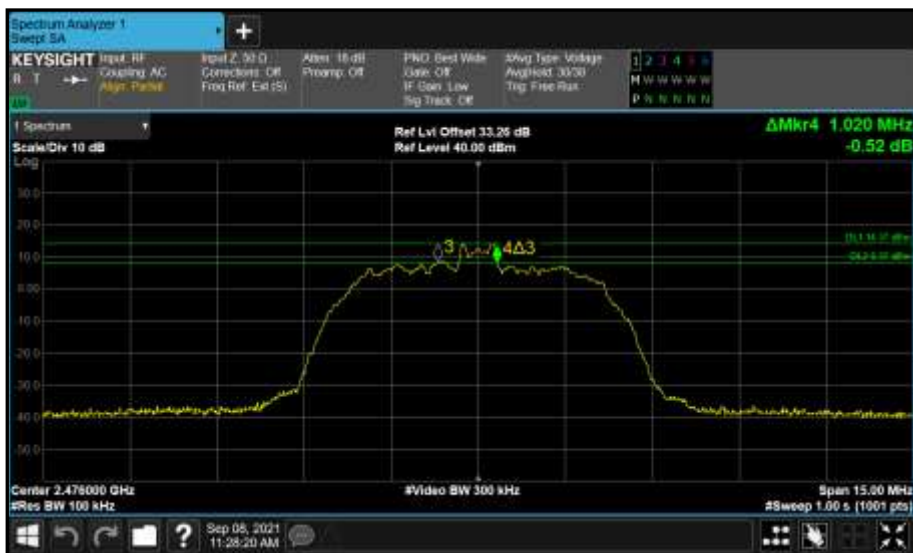 Spectrum Analyzer 1
Swept SA
+
KEYSIGHT
R T
Input: RF
Coupling: AC
Align: Partial
Input Z: 50 Ω
Corrections: Off
Freq Ref: Ext (S)
Atten: 16 dB
Preamp: Off
PNO: Best Wide
Gate: Off
IF Gain: Low
Sig Track: Off
#Avg Type: Voltage
Avg|Hold: 30/30
Trig: Free Run
1 2 3 4 5 6
M W W W W W
P N N N N N
1 Spectrum
Scale/Div 10 dB
Ref Lvl Offset 33.26 dB
Ref Level 40.00 dBm
ΔMkr4 1.020 MHz
-0.52 dB
Log
30.0
20.0
10.0
0.00
-10.0
-20.0
-30.0
-40.0
-50.0
3
4Δ3
Center 2.476000 GHz
#Res BW 100 kHz
#Video BW 300 kHz
Span 15.00 MHz
#Sweep 1.00 s (1001 pts)
?
Sep 08, 2021
11:28:20 AM